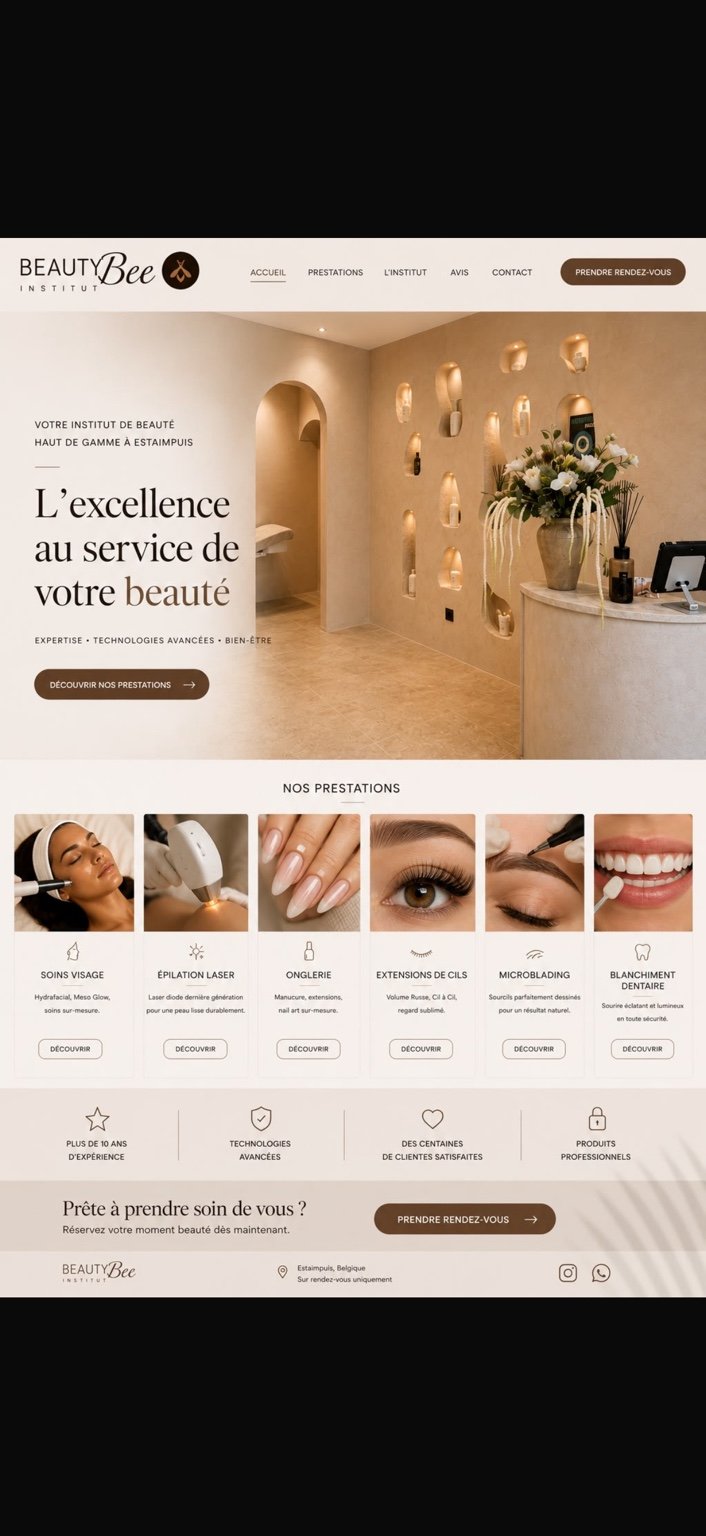 BEAUTY Bee
INSTITUT
ACCUEIL
PRESTATIONS
L'INSTITUT
AVIS
CONTACT
PRENDRE RENDEZ-VOUS
VOTRE INSTITUT DE BEAUTÉ
HAUT DE GAMME À ESTAIMPUIS
L'excellence
au service de
votre beauté
EXPERTISE • TECHNOLOGIES AVANCÉES • BIEN-ÊTRE
DÉCOUVRIR NOS PRESTATIONS
NOS PRESTATIONS
SOINS VISAGE
Hydrafacial, Meso Glow,
soins sur-mesure.
DÉCOUVRIR
ÉPILATION LASER
Laser diode dernière génération
pour une peau lisse durablement.
DÉCOUVRIR
ONGLERIE
Manucure, extensions,
nail art sur-mesure.
DÉCOUVRIR
EXTENSIONS DE CILS
Volume Russe, Cil à Cil,
regard sublimé.
DÉCOUVRIR
MICROBLADING
Sourcils parfaitement dessinés
pour un résultat naturel.
DÉCOUVRIR
BLANCHIMENT
DENTAIRE
Sourire éclatant et lumineux
en toute sécurité.
DÉCOUVRIR
PLUS DE 10 ANS
D'EXPÉRIENCE
TECHNOLOGIES
AVANCÉES
DES CENTAINES
DE CLIENTES SATISFAITES
PRODUITS
PROFESSIONNELS
Prête à prendre soin de vous ?
Réservez votre moment beauté dès maintenant.
PRENDRE RENDEZ-VOUS
BEAUTY Bee
INSTITUT
Estaimpuis, Belgique
Sur rendez-vous uniquement